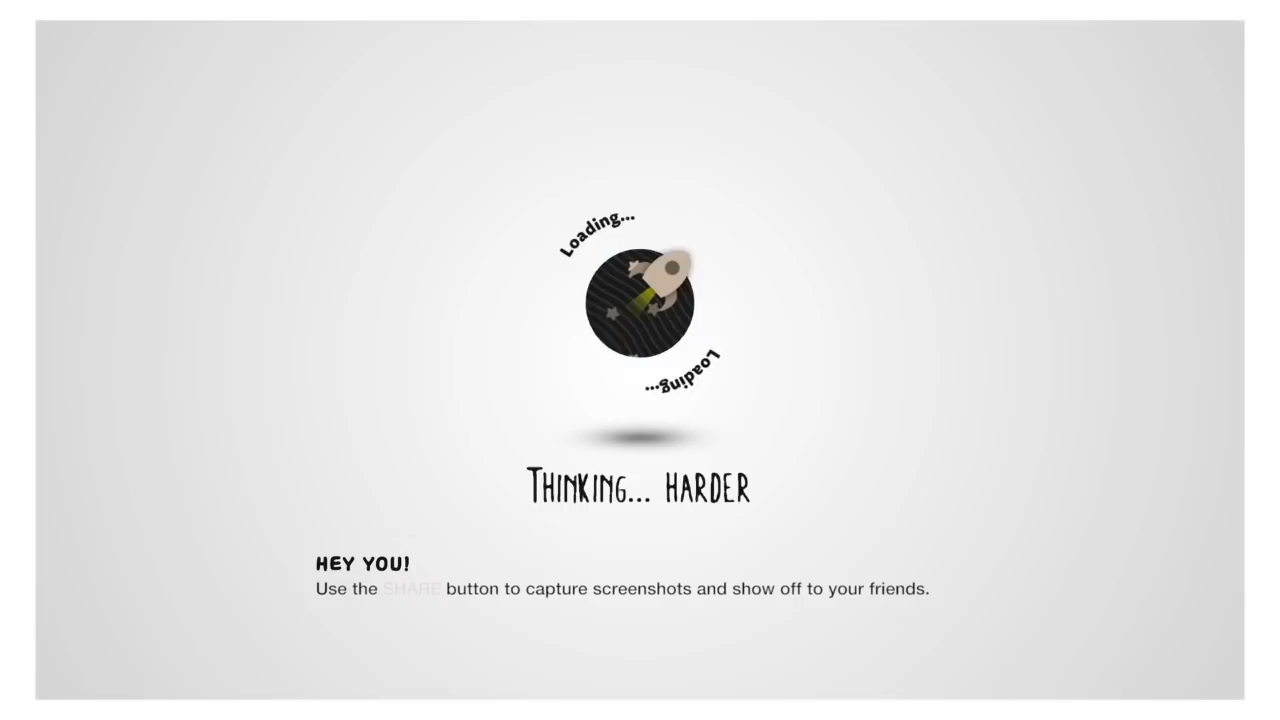 Loading...
Loading...
THINKING... HARDER
HEY YOU!
Use the SHARE button to capture screenshots and show off to your friends.